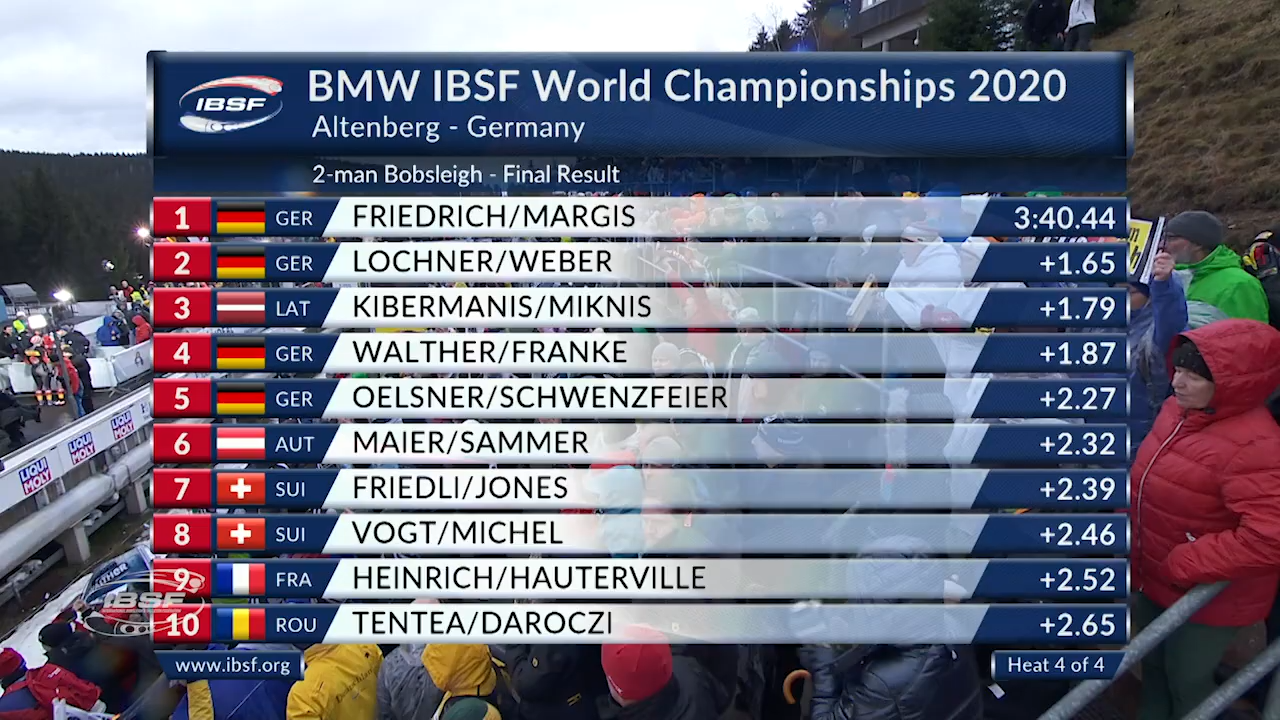 IBSF
BMW IBSF World Championships 2020
Altenberg - Germany
2-man Bobsleigh - Final Result
1 GER FRIEDRICH/MARGIS 3:40.44
2 GER LOCHNER/WEBER +1.65
3 LAT KIBERMANIS/MIKNIS +1.79
4 GER WALTHER/FRANKE +1.87
5 GER OELSNER/SCHWENZFEIER +2.27
6 AUT MAIER/SAMMER +2.32
7 SUI FRIEDLI/JONES +2.39
8 SUI VOGT/MICHEL +2.46
9 FRA HEINRICH/HAUTERVILLE +2.52
10 ROU TENTEA/DAROCZI +2.65
www.ibsf.org
Heat 4 of 4
LIQUI MOLY
LIQUI MOLY
LIQUI MOLY
IBSF